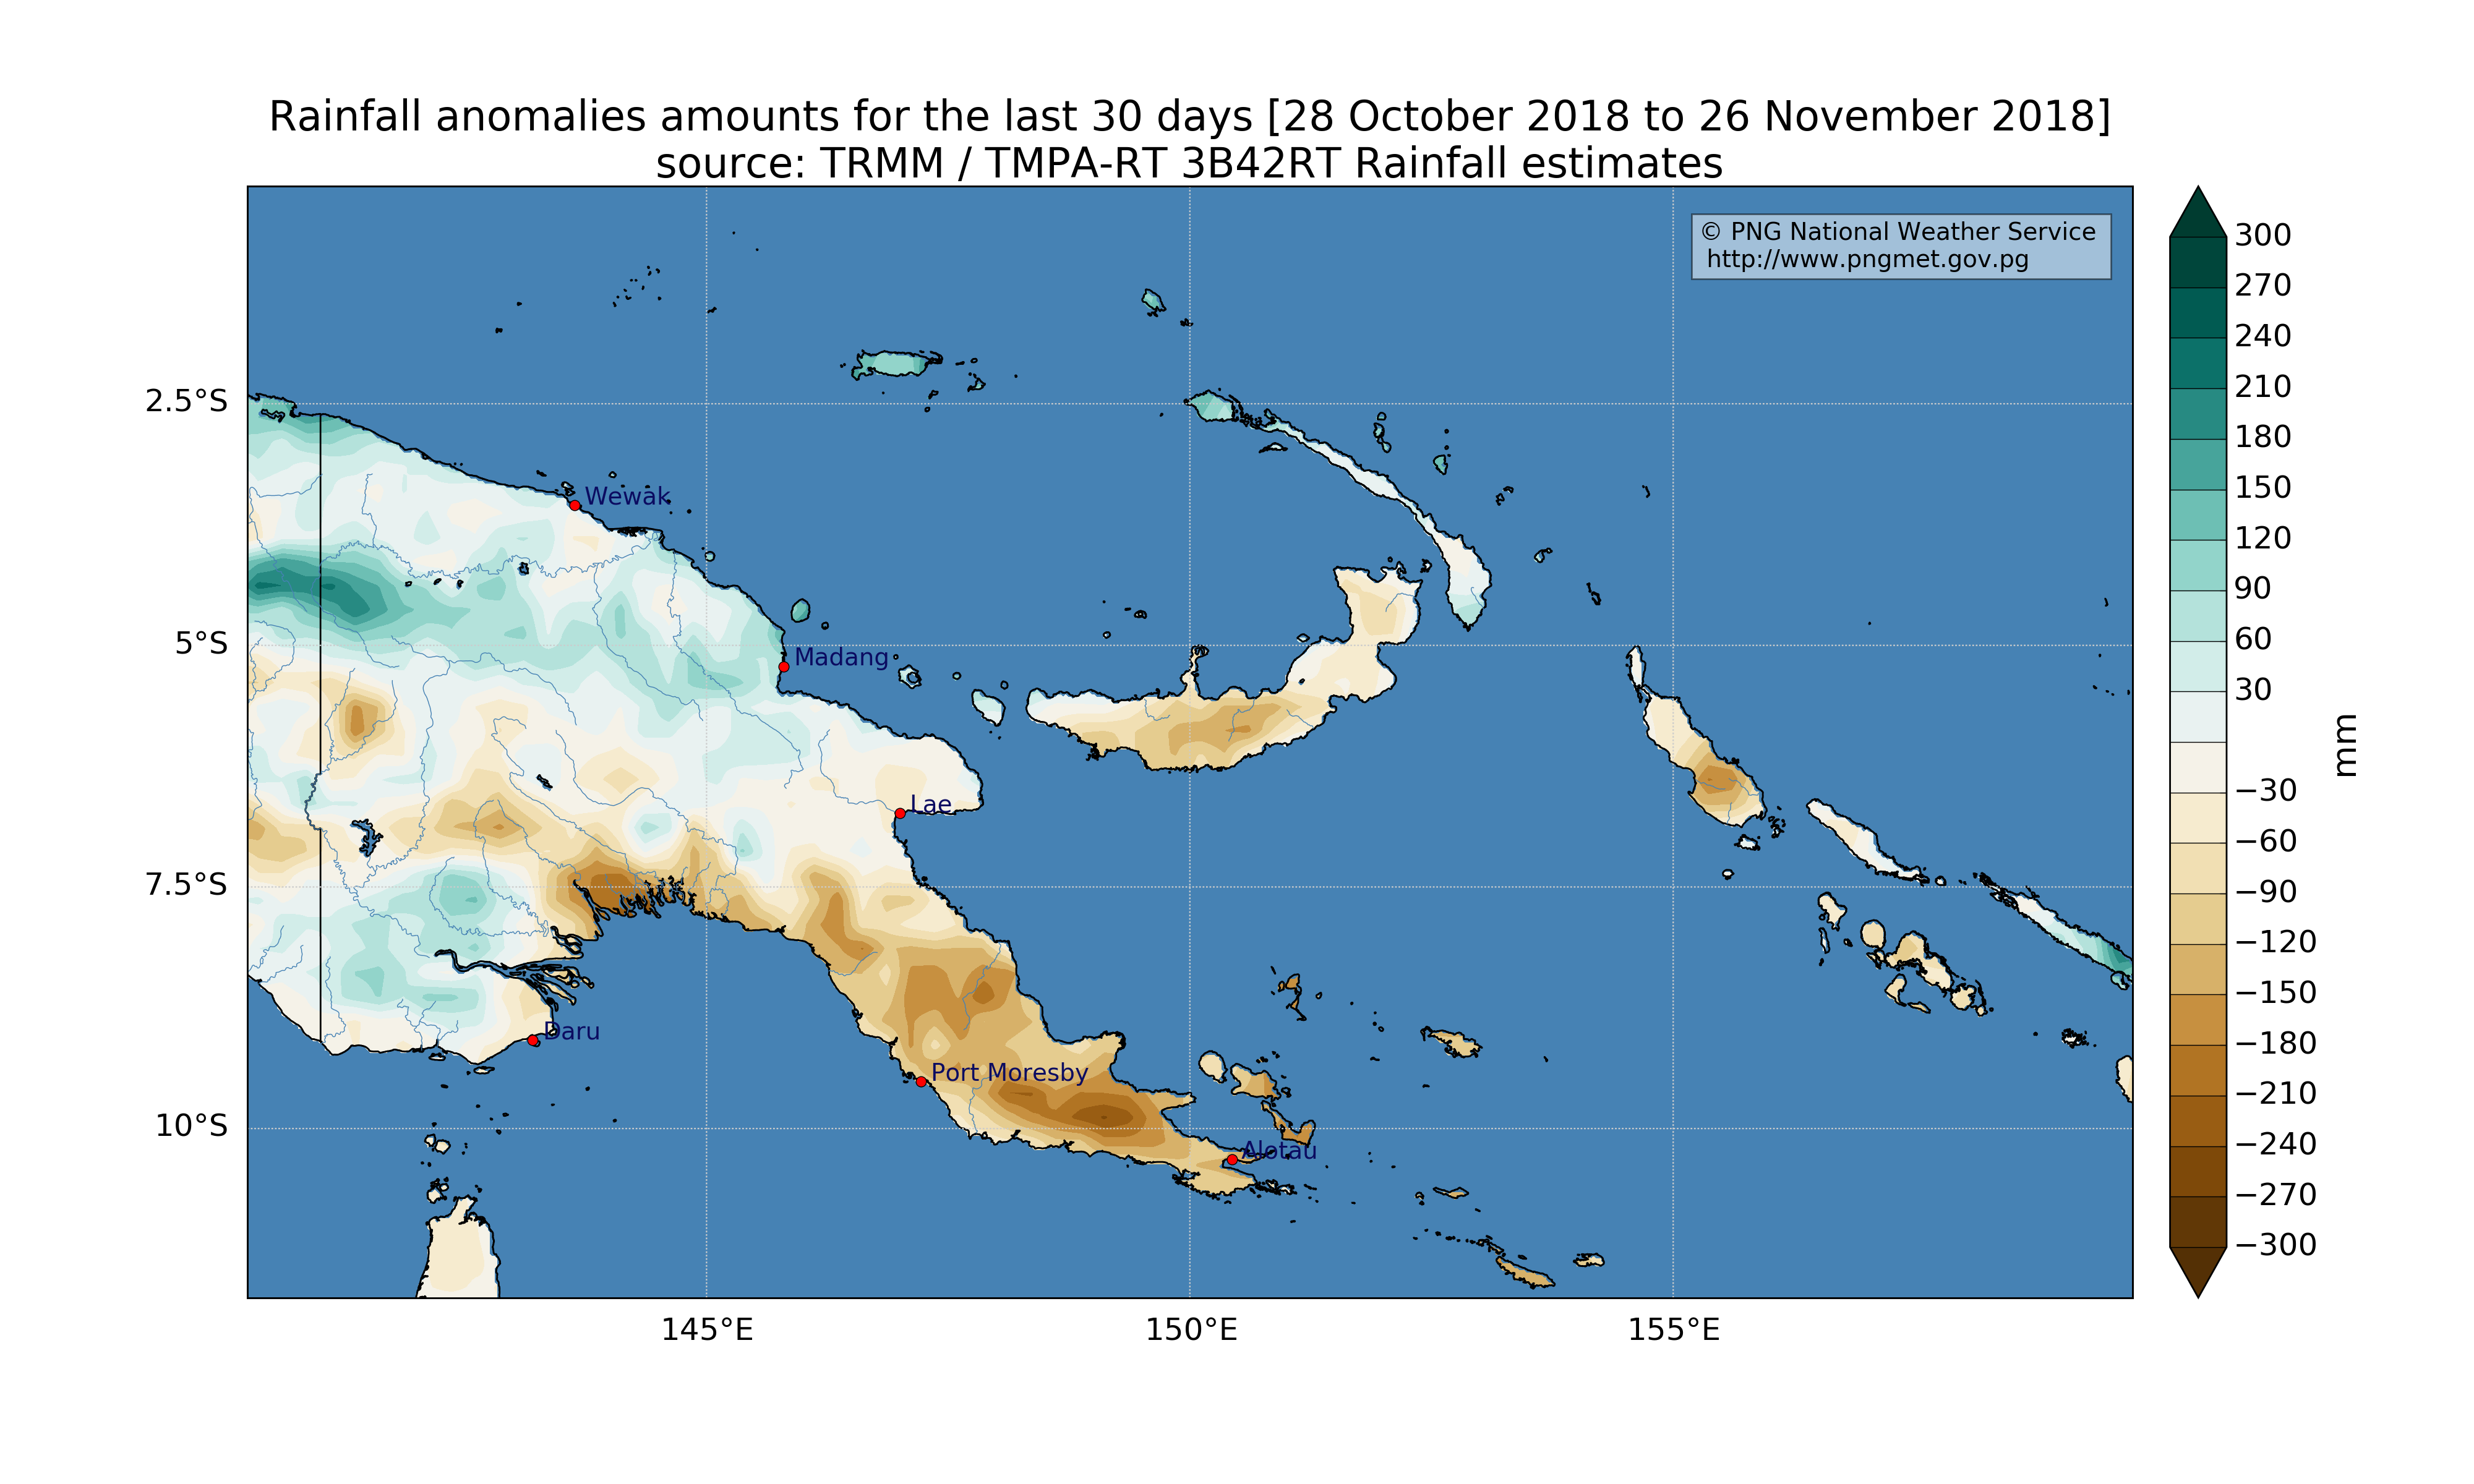 Rainfall anomalies amounts for the last 30 days [28 October 2018 to 26 November 2018]
source: TRMM / TMPA-RT 3B42RT Rainfall estimates
© PNG National Weather Service
http://www.pngmet.gov.pg
2.5°S
5°S
7.5°S
10°S
Wewak
Madang
Lae
Daru
Port Moresby
Alotau
145°E
150°E
155°E
300
270
240
210
180
150
120
90
60
30
−30
−60
−90
−120
−150
−180
−210
−240
−270
−300
mm